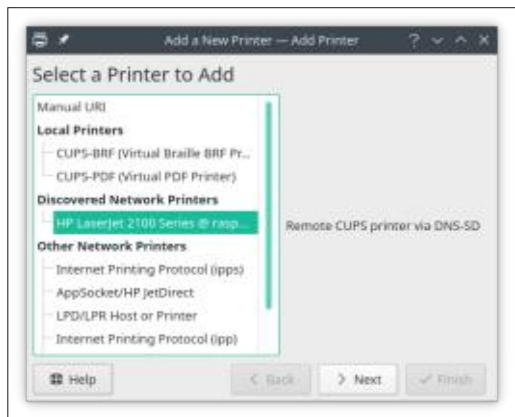 Add a New Printer — Add Printer
Select a Printer to Add
Manual URI
Local Printers
CUPS-BRF (Virtual Braille BRF Pr...
CUPS-PDF (Virtual PDF Printer)
Discovered Network Printers
HP LaserJet 2100 Series @ rasp...
Remote CUPS printer via DNS-SD
Other Network Printers
Internet Printing Protocol (ipps)
AppSocket/HP JetDirect
LPD/LPR Host or Printer
Internet Printing Protocol (ipp)
Help
Back
Next
Finish